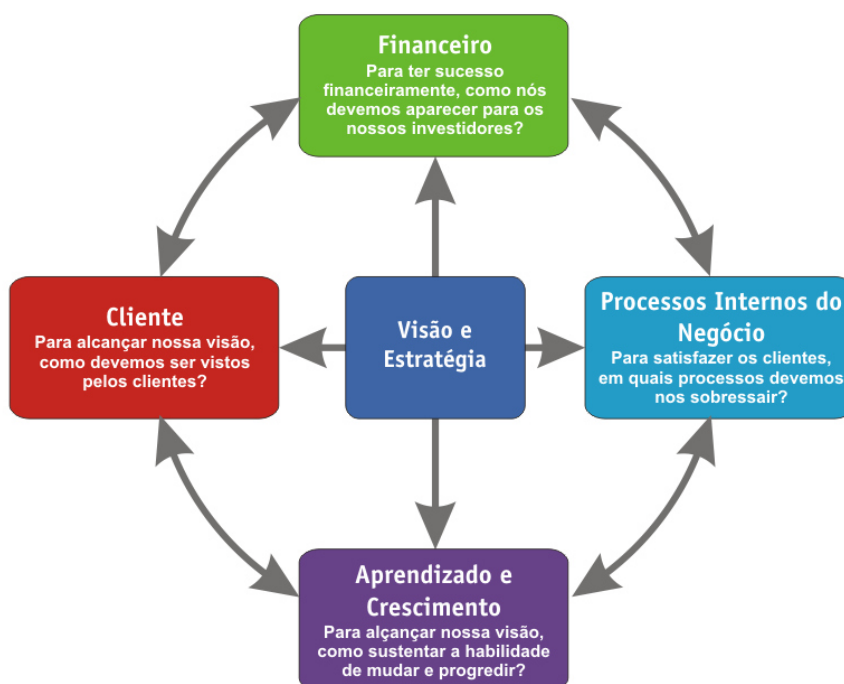 Financeiro
Para ter sucesso
financeiramente, como nós
devemos aparecer para os
nossos investidores?
Cliente
Para alcançar nossa visão,
como devemos ser vistos
pelos clientes?
Visão e
Estratégia
Processos Internos do
Negócio
Para satisfazer os clientes,
em quais processos devemos
nos sobressair?
Aprendizado e
Crescimento
Para alçançar nossa visão,
como sustentar a habilidade
de mudar e progredir?